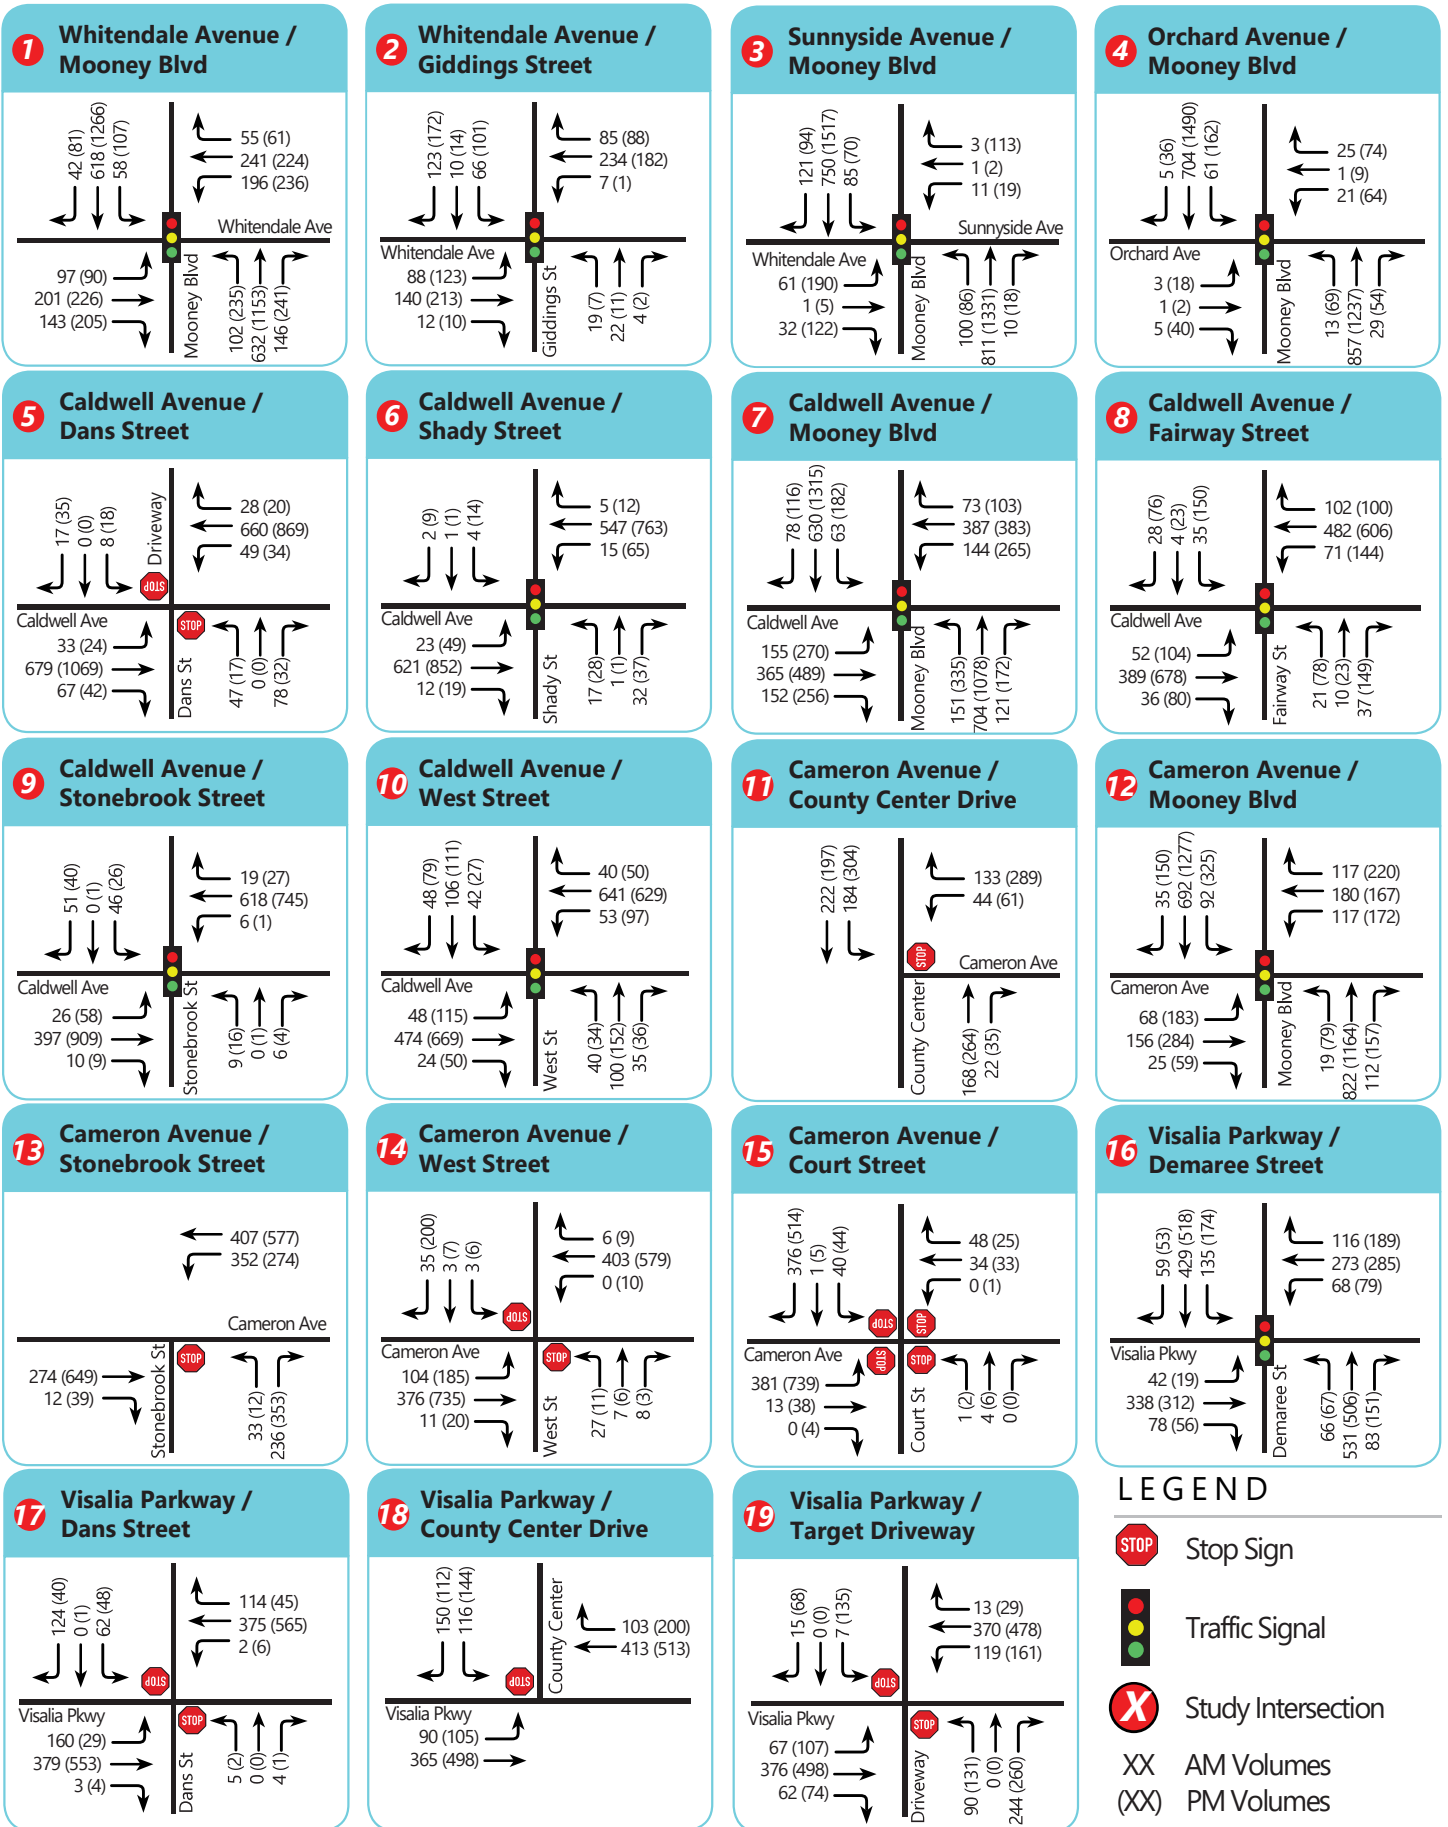 1
Whitendale Avenue /
Mooney Blvd
42 (81)
618 (1266)
58 (107)
55 (61)
241 (224)
196 (236)
Whitendale Ave
97 (90)
201 (226)
143 (205)
Mooney Blvd
102 (235)
632 (1153)
146 (241)
2
Whitendale Avenue /
Giddings Street
123 (172)
10 (14)
66 (101)
85 (88)
234 (182)
7 (1)
Whitendale Ave
88 (123)
140 (213)
12 (10)
Giddings St
19 (7)
22 (11)
4 (2)
3
Sunnyside Avenue /
Mooney Blvd
121 (94)
750 (1517)
85 (70)
3 (113)
1 (2)
11 (19)
Sunnyside Ave
Whitendale Ave
61 (190)
1 (5)
32 (122)
Mooney Blvd
100 (86)
811 (1331)
10 (18)
4
Orchard Avenue /
Mooney Blvd
5 (36)
704 (1490)
61 (162)
25 (74)
1 (9)
21 (64)
Orchard Ave
3 (18)
1 (2)
5 (40)
Mooney Blvd
13 (69)
857 (1237)
29 (54)
5
Caldwell Avenue /
Dans Street
17 (35)
0 (0)
8 (18)
Driveway
STOP
28 (20)
660 (869)
49 (34)
Caldwell Ave
33 (24)
679 (1069)
67 (42)
STOP
Dans St
47 (17)
0 (0)
78 (32)
6
Caldwell Avenue /
Shady Street
2 (9)
1 (1)
4 (14)
5 (12)
547 (763)
15 (65)
Caldwell Ave
23 (49)
621 (852)
12 (19)
Shady St
17 (28)
1 (1)
32 (37)
7
Caldwell Avenue /
Mooney Blvd
78 (116)
630 (1315)
63 (182)
73 (103)
387 (383)
144 (265)
Caldwell Ave
155 (270)
365 (489)
152 (256)
Mooney Blvd
151 (335)
704 (1078)
121 (172)
8
Caldwell Avenue /
Fairway Street
28 (76)
4 (23)
35 (150)
102 (100)
482 (606)
71 (144)
Caldwell Ave
52 (104)
389 (678)
36 (80)
Fairway St
21 (78)
10 (23)
37 (149)
9
Caldwell Avenue /
Stonebrook Street
51 (40)
0 (1)
46 (26)
19 (27)
618 (745)
6 (1)
Caldwell Ave
26 (58)
397 (909)
10 (9)
Stonebrook St
9 (16)
0 (1)
6 (4)
10
Caldwell Avenue /
West Street
48 (79)
106 (111)
42 (27)
40 (50)
641 (629)
53 (97)
Caldwell Ave
48 (115)
474 (669)
24 (50)
West St
40 (34)
100 (152)
35 (36)
11
Cameron Avenue /
County Center Drive
222 (197)
184 (304)
133 (289)
44 (61)
STOP
Cameron Ave
County Center
168 (264)
22 (35)
12
Cameron Avenue /
Mooney Blvd
35 (150)
692 (1277)
92 (325)
117 (220)
180 (167)
117 (172)
Cameron Ave
68 (183)
156 (284)
25 (59)
Mooney Blvd
19 (79)
822 (1164)
112 (157)
13
Cameron Avenue /
Stonebrook Street
407 (577)
352 (274)
Cameron Ave
274 (649)
12 (39)
Stonebrook St
STOP
33 (12)
236 (353)
14
Cameron Avenue /
West Street
35 (200)
3 (7)
3 (6)
STOP
6 (9)
403 (579)
0 (10)
Cameron Ave
104 (185)
376 (735)
11 (20)
STOP
West St
27 (11)
7 (6)
8 (3)
15
Cameron Avenue /
Court Street
376 (514)
1 (5)
40 (44)
STOP
STOP
48 (25)
34 (33)
0 (1)
Cameron Ave
381 (739)
13 (38)
0 (4)
STOP
STOP
Court St
1 (2)
4 (6)
0 (0)
16
Visalia Parkway /
Demaree Street
59 (53)
429 (518)
135 (174)
116 (189)
273 (285)
68 (79)
Visalia Pkwy
42 (19)
338 (312)
78 (56)
Demaree St
66 (67)
531 (506)
83 (151)
17
Visalia Parkway /
Dans Street
124 (40)
0 (1)
62 (48)
STOP
114 (45)
375 (565)
2 (6)
Visalia Pkwy
160 (29)
379 (553)
3 (4)
STOP
Dans St
5 (2)
0 (0)
4 (1)
18
Visalia Parkway /
County Center Drive
150 (112)
116 (144)
STOP
County Center
103 (200)
413 (513)
Visalia Pkwy
90 (105)
365 (498)
19
Visalia Parkway /
Target Driveway
15 (68)
0 (0)
7 (135)
STOP
13 (29)
370 (478)
119 (161)
Visalia Pkwy
67 (107)
376 (498)
62 (74)
STOP
Driveway
90 (131)
0 (0)
244 (260)
LEGEND
STOP Stop Sign
Traffic Signal
X Study Intersection
XX AM Volumes
(XX) PM Volumes